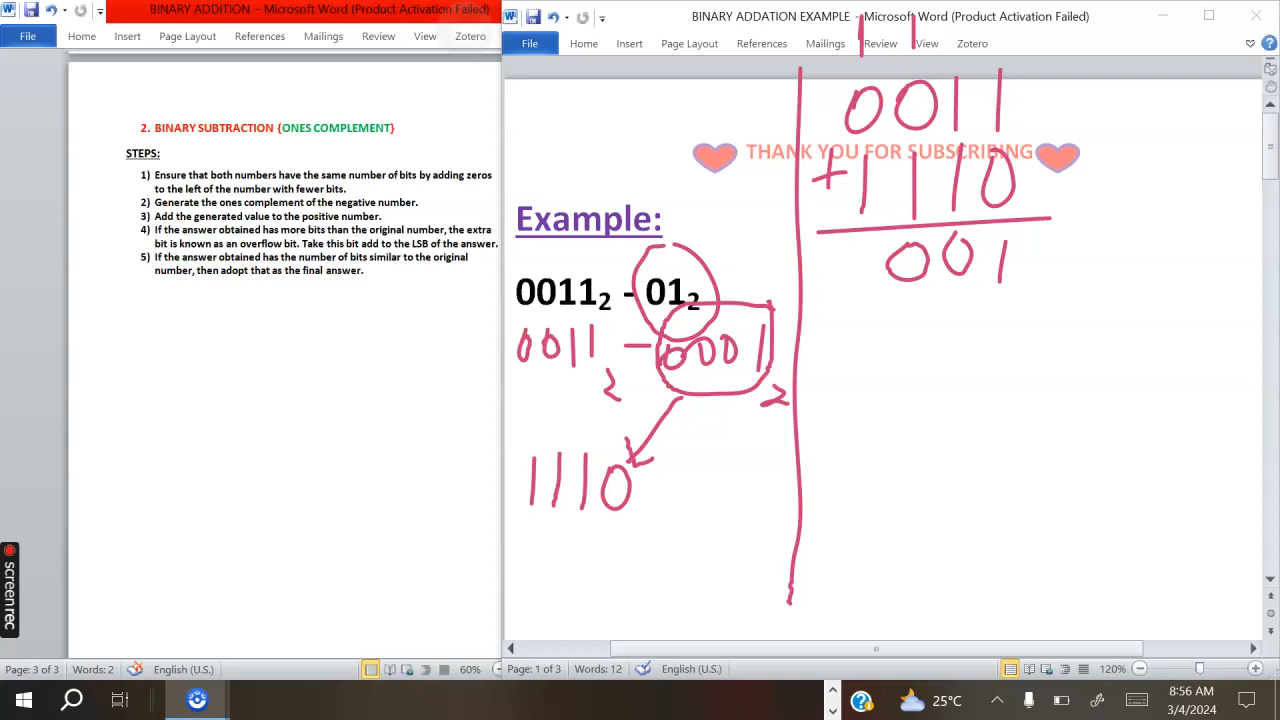 BINARY ADDITION - Microsoft Word (Product Activation Failed)
File Home Insert Page Layout References Mailings Review View Zotero
2. BINARY SUBTRACTION {ONES COMPLEMENT}
STEPS:
1) Ensure that both numbers have the same number of bits by adding zeros
to the left of the number with fewer bits.
2) Generate the ones complement of the negative number.
3) Add the generated value to the positive number.
4) If the answer obtained has more bits than the original number, the extra
bit is known as an overflow bit. Take this bit add to the LSB of the answer.
5) If the answer obtained has the number of bits similar to the original
number, then adopt that as the final answer.
screen rec
Page: 3 of 3 Words: 2 English (U.S.) 60%
BINARY ADDATION EXAMPLE - Microsoft Word (Product Activation Failed)
File Home Insert Page Layout References Mailings Review View Zotero
THANK YOU FOR SUBSCRIBING
Example:
0011₂ - 01₂
0011₂ - 0001₂
1110
1 1
0011
+1110
001
Page: 1 of 3 Words: 12 English (U.S.) 120%
25°C
8:56 AM
3/4/2024